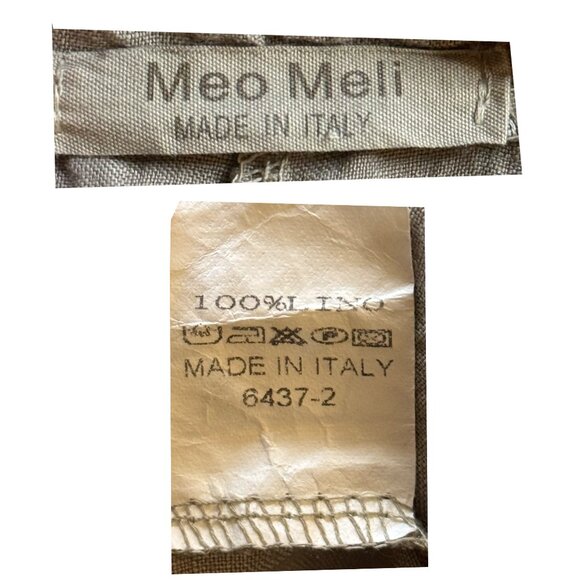 Meo Meli
MADE IN ITALY
100%LINO
P
MADE IN ITALY
6437-2